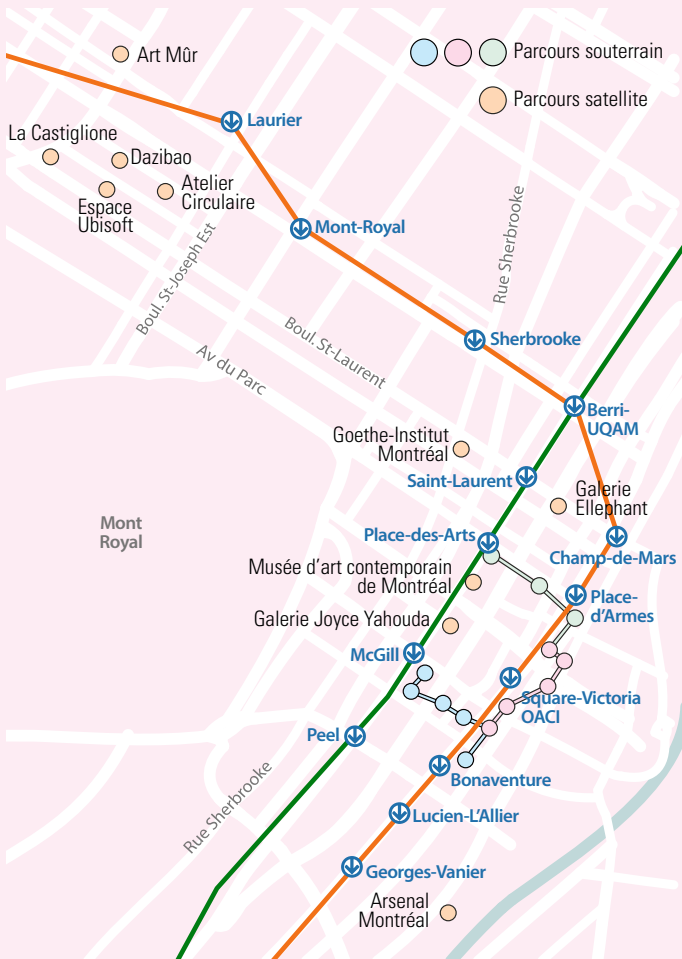 Art Mûr
Parcours souterrain
Parcours satellite
Laurier
La Castiglione
Dazibao
Atelier
Circulaire
Espace
Ubisoft
Mont-Royal
Rue Sherbrooke
Boul. St-Joseph Est
Boul. St-Laurent
Av du Parc
Sherbrooke
Berri-
UQAM
Goethe-Institut
Montréal
Saint-Laurent
Galerie
Ellephant
Mont
Royal
Place-des-Arts
Champ-de-Mars
Musée d'art contemporain
de Montréal
Place-
d'Armes
Galerie Joyce Yahouda
McGill
Square-Victoria
OACI
Peel
Bonaventure
Rue Sherbrooke
Lucien-L'Allier
Georges-Vanier
Arsenal
Montréal